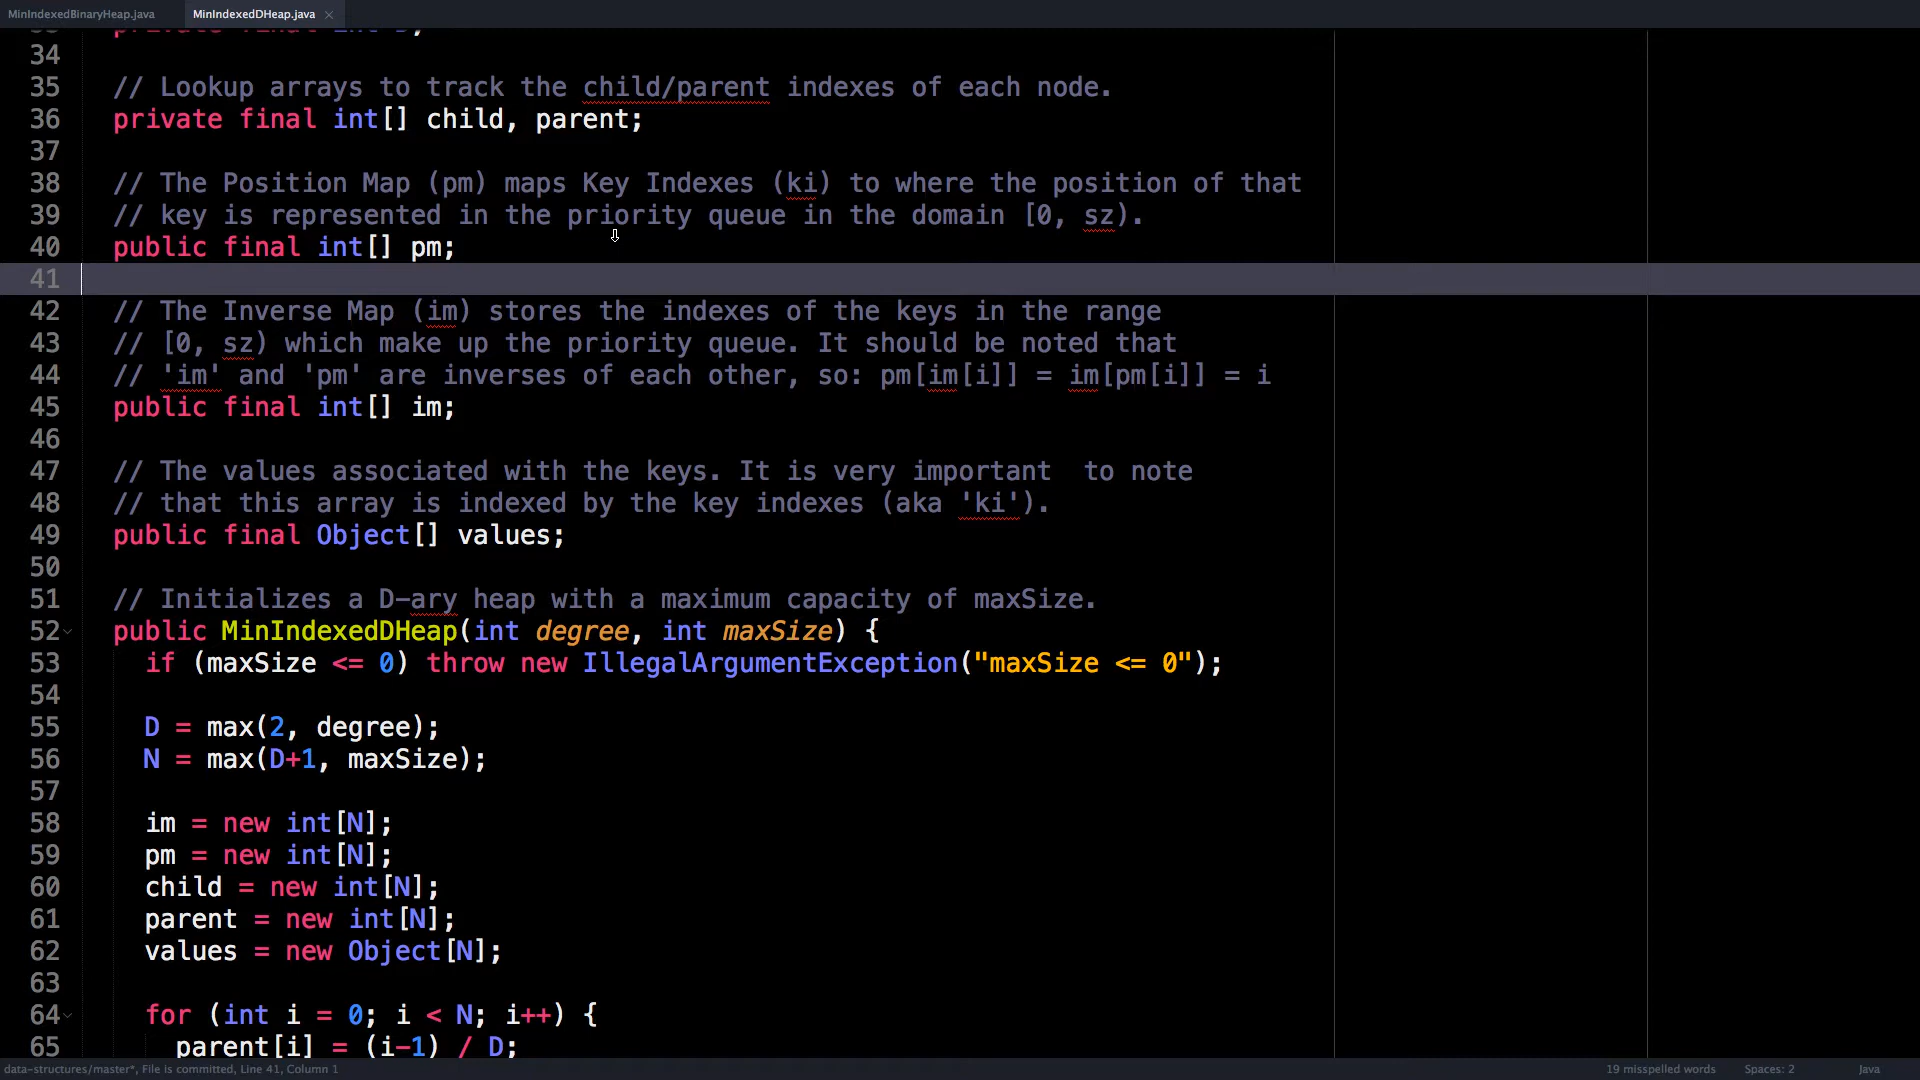 MinIndexedBinaryHeap.java MinIndexedDHeap.java ×
34
35 // Lookup arrays to track the child/parent indexes of each node.
36 private final int[] child, parent;
37
38 // The Position Map (pm) maps Key Indexes (ki) to where the position of that
39 // key is represented in the priority queue in the domain [0, sz).
40 public final int[] pm;
41
42 // The Inverse Map (im) stores the indexes of the keys in the range
43 // [0, sz) which make up the priority queue. It should be noted that
44 // 'im' and 'pm' are inverses of each other, so: pm[im[i]] = im[pm[i]] = i
45 public final int[] im;
46
47 // The values associated with the keys. It is very important  to note
48 // that this array is indexed by the key indexes (aka 'ki').
49 public final Object[] values;
50
51 // Initializes a D-ary heap with a maximum capacity of maxSize.
52 public MinIndexedDHeap(int degree, int maxSize) {
53 if (maxSize <= 0) throw new IllegalArgumentException("maxSize <= 0");
54
55 D = max(2, degree);
56 N = max(D+1, maxSize);
57
58 im = new int[N];
59 pm = new int[N];
60 child = new int[N];
61 parent = new int[N];
62 values = new Object[N];
63
64 for (int i = 0; i < N; i++) {
65 parent[i] = (i-1) / D;
data-structures/master*, File is committed, Line 41, Column 1 19 misspelled words Spaces: 2 Java